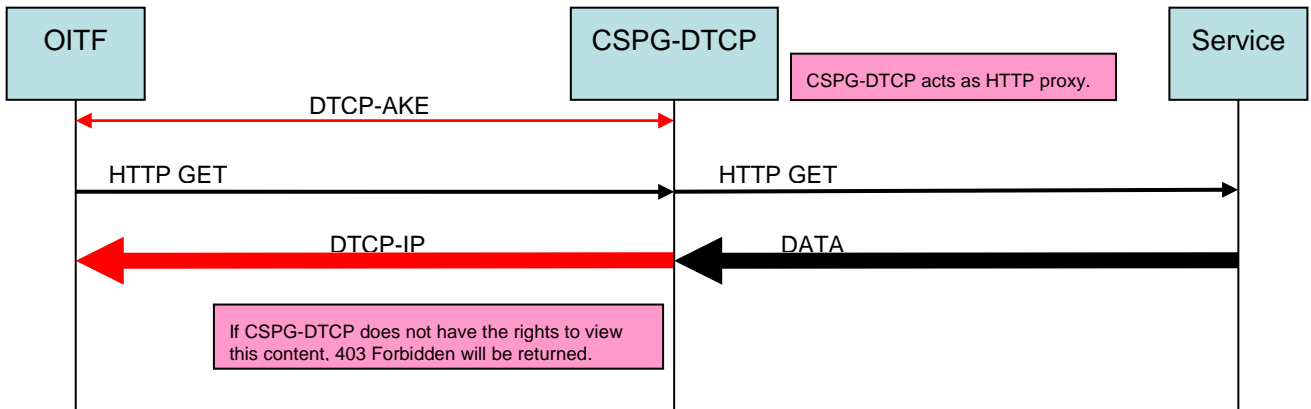 OITF
CSPG-DTCP
Service
CSPG-DTCP acts as HTTP proxy.
DTCP-AKE
HTTP GET
HTTP GET
DTCP-IP
DATA
If CSPG-DTCP does not have the rights to view
this content, 403 Forbidden will be returned.